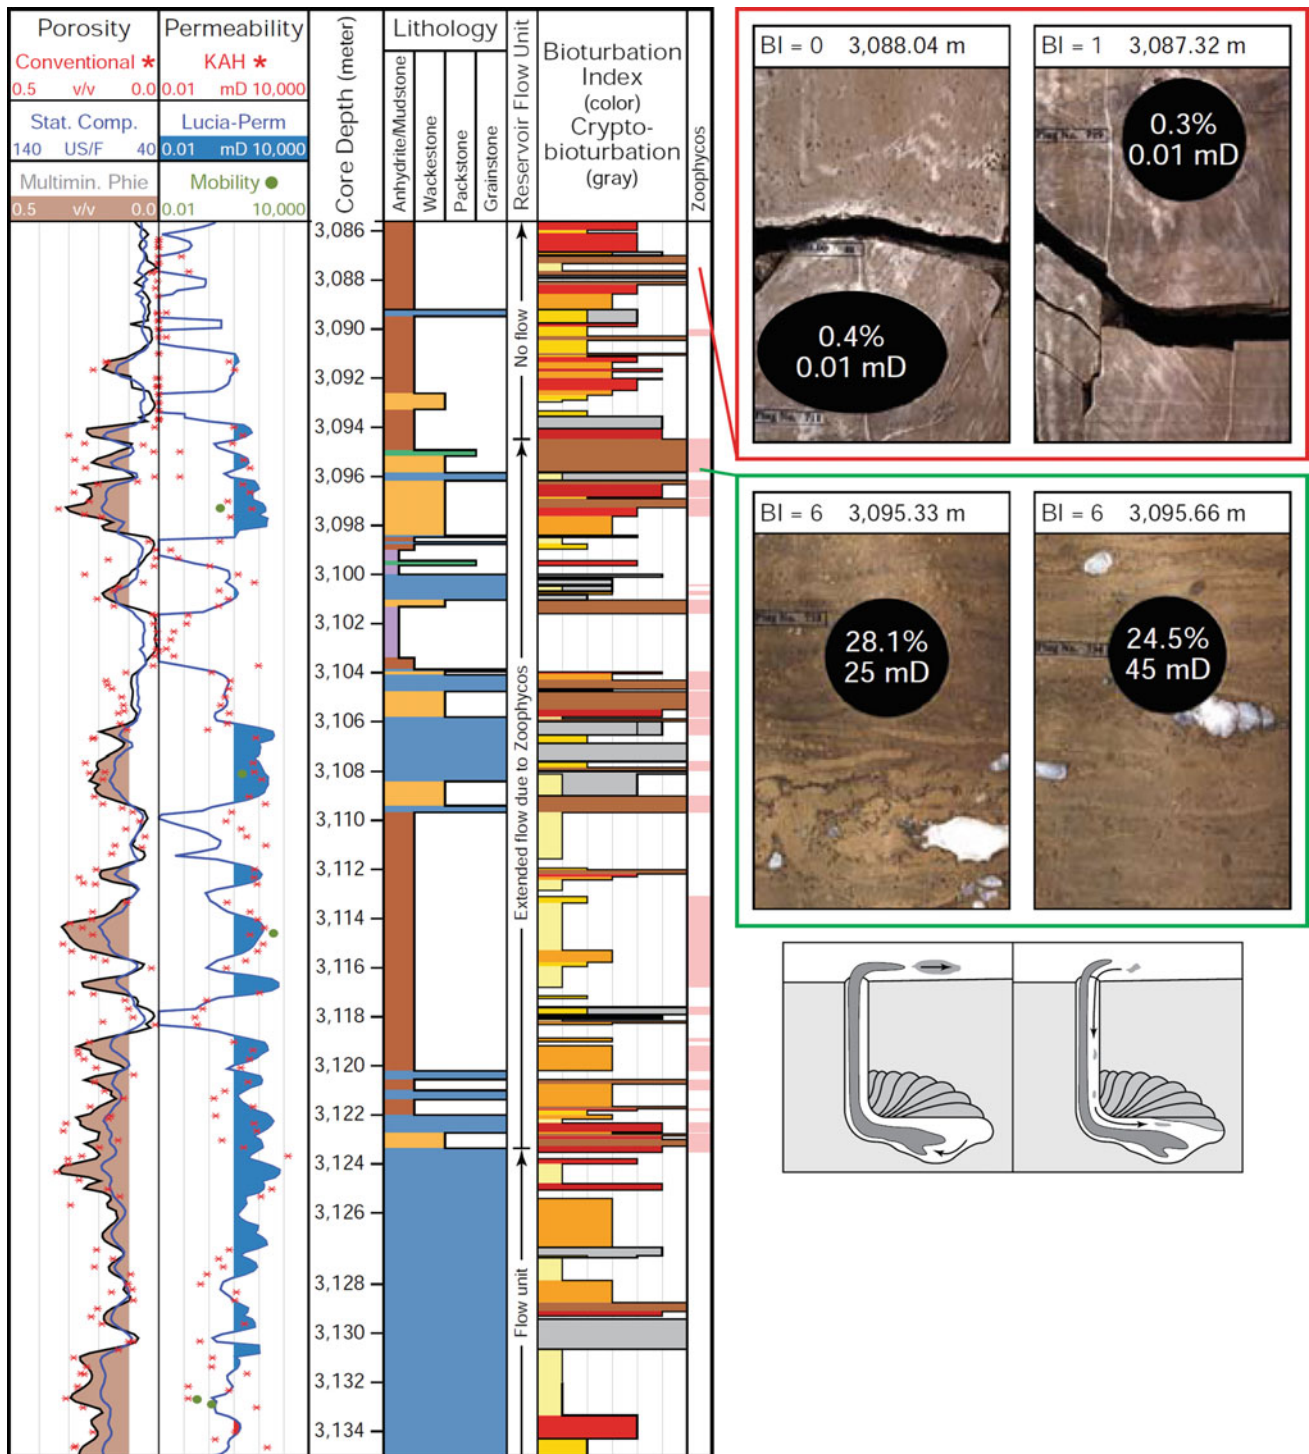 Porosity
Conventional *
0.5 v/v 0.0
Stat. Comp.
140 US/F 40
Multimin. Phie
0.5 v/v 0.0
Permeability
KAH *
0.01 mD 10,000
Lucia-Perm
0.01 mD 10,000
Mobility
0.01 10,000
Core Depth (meter)
Lithology
Anhydrite/Mudstone
Wackestone
Packstone
Grainstone
Reservoir Flow Unit
Bioturbation
Index
(color)
Crypto-
bioturbation
(gray)
Zoophycos
3,086
3,088
3,090
3,092
3,094
3,096
3,098
3,100
3,102
3,104
3,106
3,108
3,110
3,112
3,114
3,116
3,118
3,120
3,122
3,124
3,126
3,128
3,130
3,132
3,134
No flow
Extended flow due to Zoophycos
Flow unit
BI = 0 3,088.04 m
0.4%
0.01 mD
BI = 1 3,087.32 m
0.3%
0.01 mD
BI = 6 3,095.33 m
28.1%
25 mD
BI = 6 3,095.66 m
24.5%
45 mD